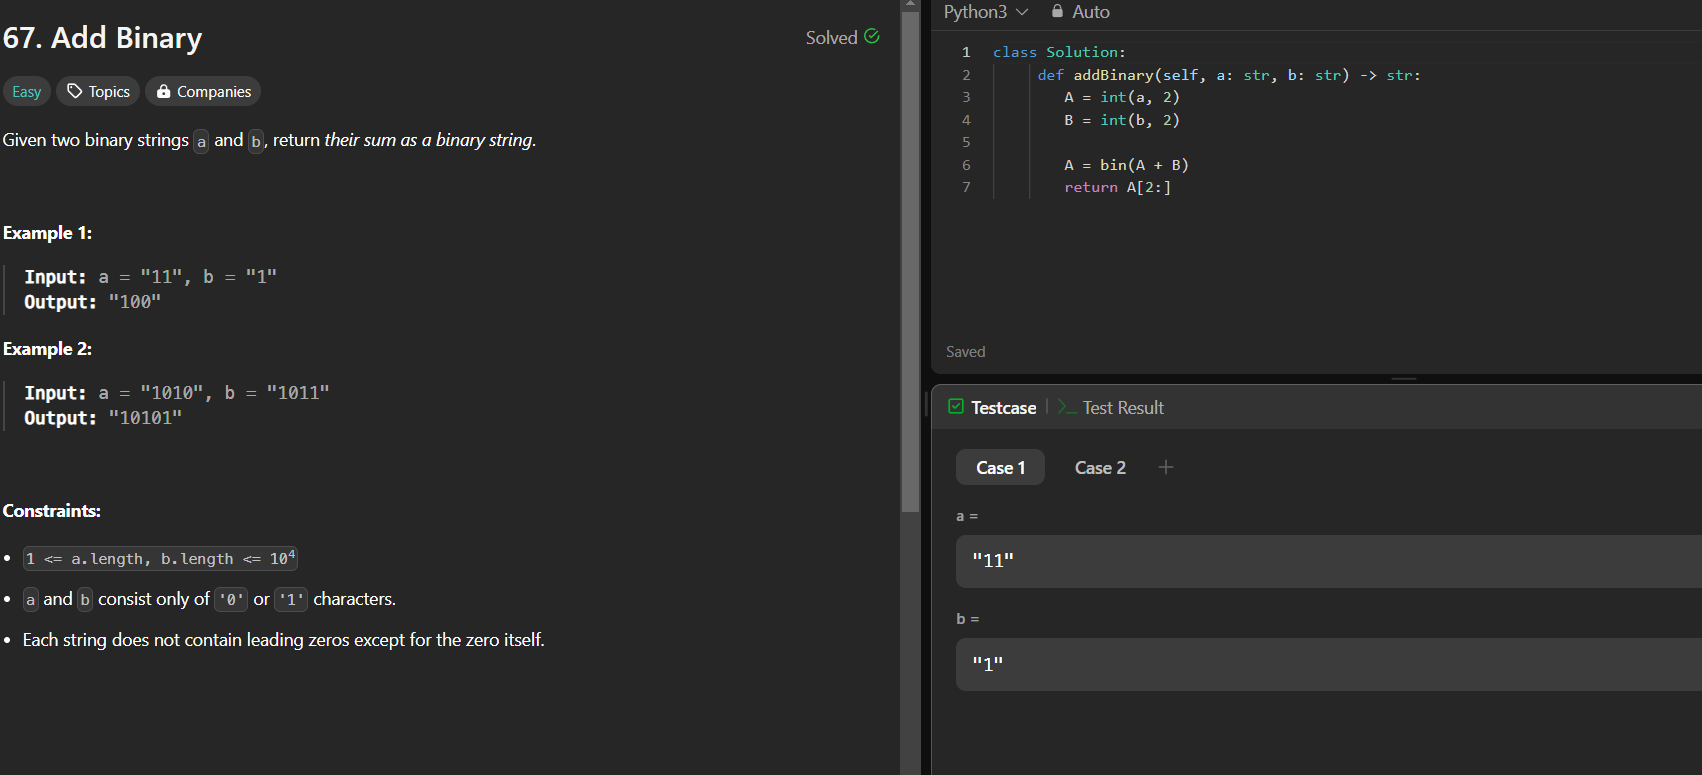 67. Add Binary
Solved
Easy
Topics
Companies
Given two binary strings a and b, return their sum as a binary string.
Example 1:
Input: a = "11", b = "1"
Output: "100"
Example 2:
Input: a = "1010", b = "1011"
Output: "10101"
Constraints:
• 1 <= a.length, b.length <= 10⁴
• a and b consist only of '0' or '1' characters.
• Each string does not contain leading zeros except for the zero itself.
Python3
Auto
1 class Solution:
2 def addBinary(self, a: str, b: str) -> str:
3 A = int(a, 2)
4 B = int(b, 2)
5
6 A = bin(A + B)
7 return A[2:]
Saved
Testcase
>_ Test Result
Case 1
Case 2
+
a =
"11"
b =
"1"